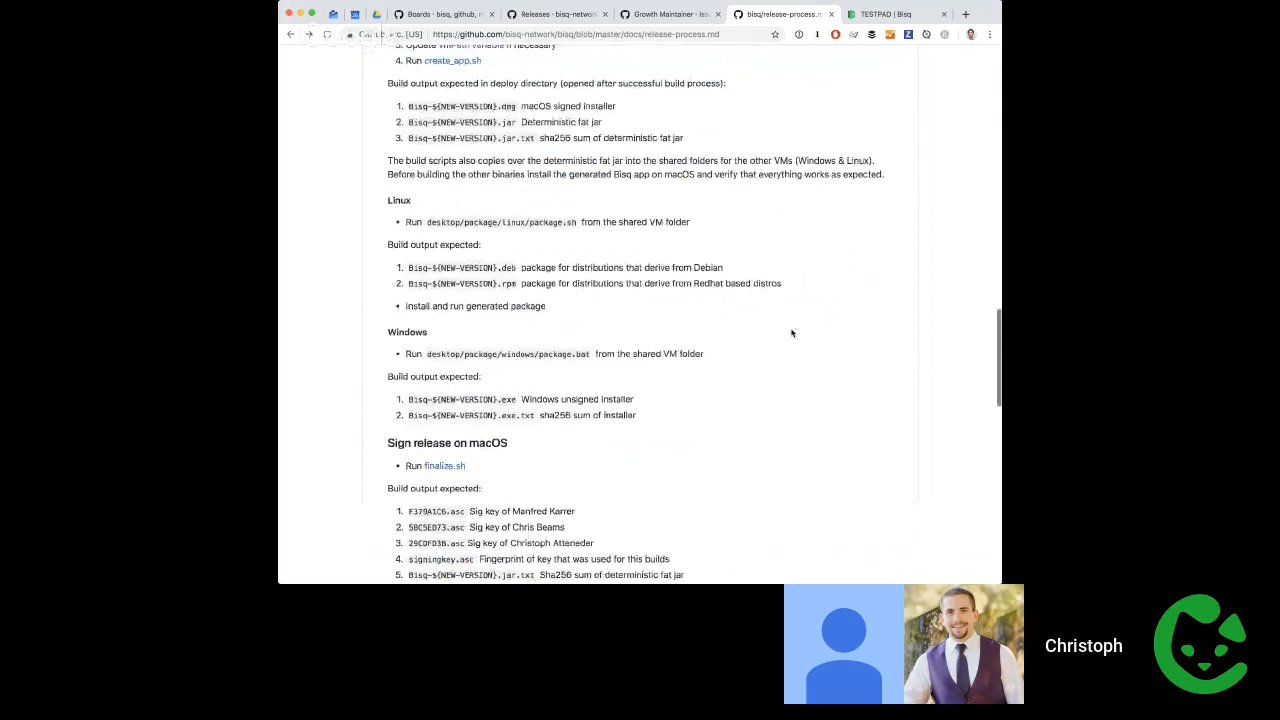 Boards - bisq, github, n
Releases - bisq-network
Growth Maintainer - Iss
bisq/release-process.m
TESTPAD | Bisq
[US] | https://github.com/bisq-network/bisq/blob/master/docs/release-process.md
3. Update vmPath variable if necessary
4. Run create_app.sh
Build output expected in deploy directory (opened after successful build process):
1. Bisq-${NEW-VERSION}.dmg macOS signed installer
2. Bisq-${NEW-VERSION}.jar Deterministic fat jar
3. Bisq-${NEW-VERSION}.jar.txt sha256 sum of deterministic fat jar
The build scripts also copies over the deterministic fat jar into the shared folders for the other VMs (Windows & Linux).
Before building the other binaries install the generated Bisq app on macOS and verify that everything works as expected.
Linux
• Run desktop/package/linux/package.sh from the shared VM folder
Build output expected:
1. Bisq-${NEW-VERSION}.deb package for distributions that derive from Debian
2. Bisq-${NEW-VERSION}.rpm package for distributions that derive from Redhat based distros
• install and run generated package
Windows
• Run desktop/package/windows/package.bat from the shared VM folder
Build output expected:
1. Bisq-${NEW-VERSION}.exe Windows unsigned installer
2. Bisq-${NEW-VERSION}.exe.txt sha256 sum of installer
Sign release on macOS
• Run finalize.sh
Build output expected:
1. F379A1C6.asc Sig key of Manfred Karrer
2. 5BC5ED73.asc Sig key of Chris Beams
3. 29CDFD3B.asc Sig key of Christoph Atteneder
4. signingkey.asc Fingerprint of key that was used for this builds
5. Bisq-${NEW-VERSION}.jar.txt Sha256 sum of deterministic fat jar
Christoph